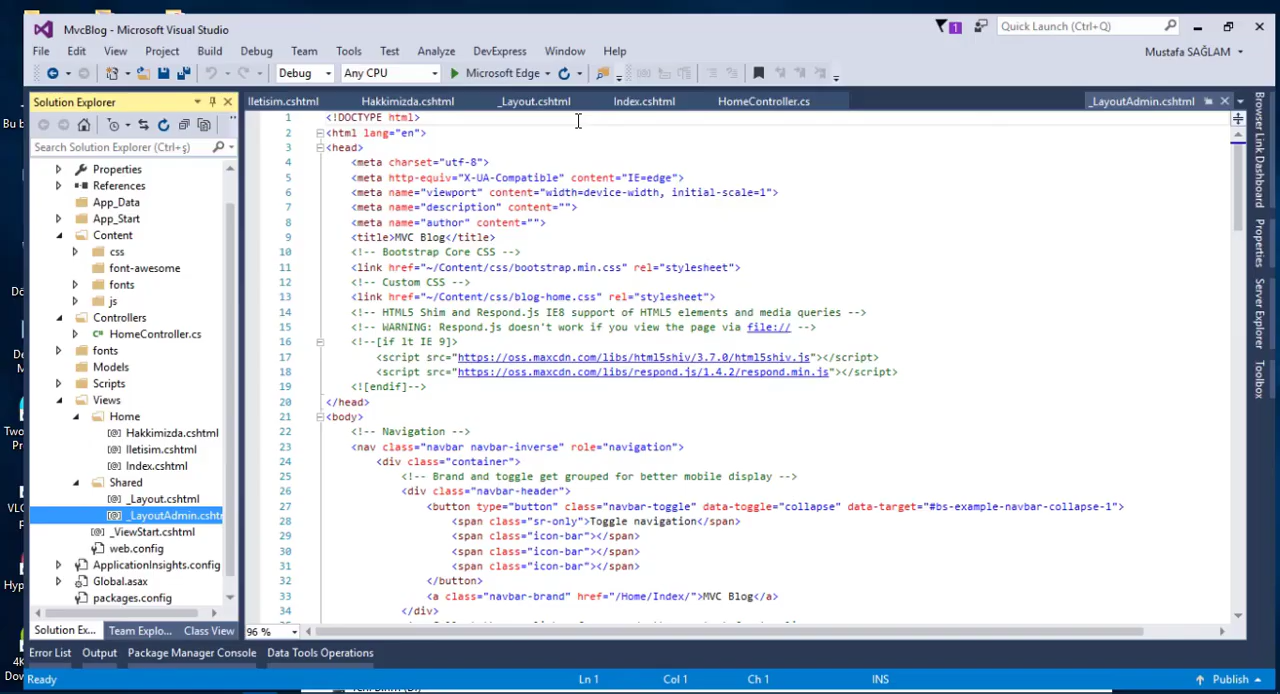 MvcBlog - Microsoft Visual Studio
1
Quick Launch (Ctrl+Q)
File Edit View Project Build Debug Team Tools Test Analyze DevExpress Window Help
Mustafa SAĞLAM
Debug Any CPU Microsoft Edge
Solution Explorer
Iletisim.cshtml Hakkimizda.cshtml _Layout.cshtml Index.cshtml HomeController.cs _LayoutAdmin.cshtml
Search Solution Explorer (Ctrl+ş)
Properties
References
App_Data
App_Start
Content
css
font-awesome
fonts
js
Controllers
HomeController.cs
fonts
Models
Scripts
Views
Home
Hakkimizda.cshtml
Iletisim.cshtml
Index.cshtml
Shared
_Layout.cshtml
_LayoutAdmin.cshtm
_ViewStart.cshtml
web.config
ApplicationInsights.config
Global.asax
packages.config
Solution Ex... Team Explo... Class View
1 <!DOCTYPE html>
2 <html lang="en">
3 <head>
4 <meta charset="utf-8">
5 <meta http-equiv="X-UA-Compatible" content="IE=edge">
6 <meta name="viewport" content="width=device-width, initial-scale=1">
7 <meta name="description" content="">
8 <meta name="author" content="">
9 <title>MVC Blog</title>
10 <!-- Bootstrap Core CSS -->
11 <link href="~/Content/css/bootstrap.min.css" rel="stylesheet">
12 <!-- Custom CSS -->
13 <link href="~/Content/css/blog-home.css" rel="stylesheet">
14 <!-- HTML5 Shim and Respond.js IE8 support of HTML5 elements and media queries -->
15 <!-- WARNING: Respond.js doesn't work if you view the page via file:// -->
16 <!--[if lt IE 9]>
17 <script src="https://oss.maxcdn.com/libs/html5shiv/3.7.0/html5shiv.js"></script>
18 <script src="https://oss.maxcdn.com/libs/respond.js/1.4.2/respond.min.js"></script>
19 <![endif]-->
20 </head>
21 <body>
22 <!-- Navigation -->
23 <nav class="navbar navbar-inverse" role="navigation">
24 <div class="container">
25 <!-- Brand and toggle get grouped for better mobile display -->
26 <div class="navbar-header">
27 <button type="button" class="navbar-toggle" data-toggle="collapse" data-target="#bs-example-navbar-collapse-1">
28 <span class="sr-only">Toggle navigation</span>
29 <span class="icon-bar"></span>
30 <span class="icon-bar"></span>
31 <span class="icon-bar"></span>
32 </button>
33 <a class="navbar-brand" href="/Home/Index/">MVC Blog</a>
34 </div>
96 %
Browser Link Dashboard
Properties
Server Explorer
Toolbox
Error List Output Package Manager Console Data Tools Operations
Ready Ln 1 Col 1 Ch 1 INS Publish